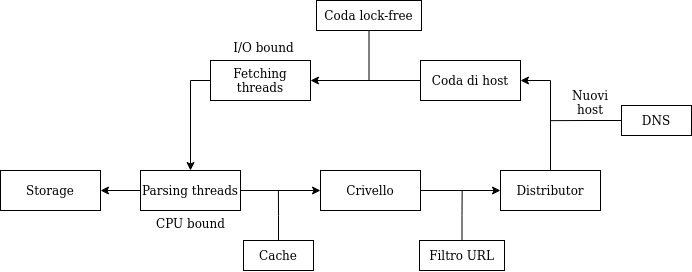 Coda lock-free
I/O bound
Fetching
threads
Coda di host
Nuovi
host
DNS
Storage
Parsing threads
Crivello
Distributor
CPU bound
Cache
Filtro URL